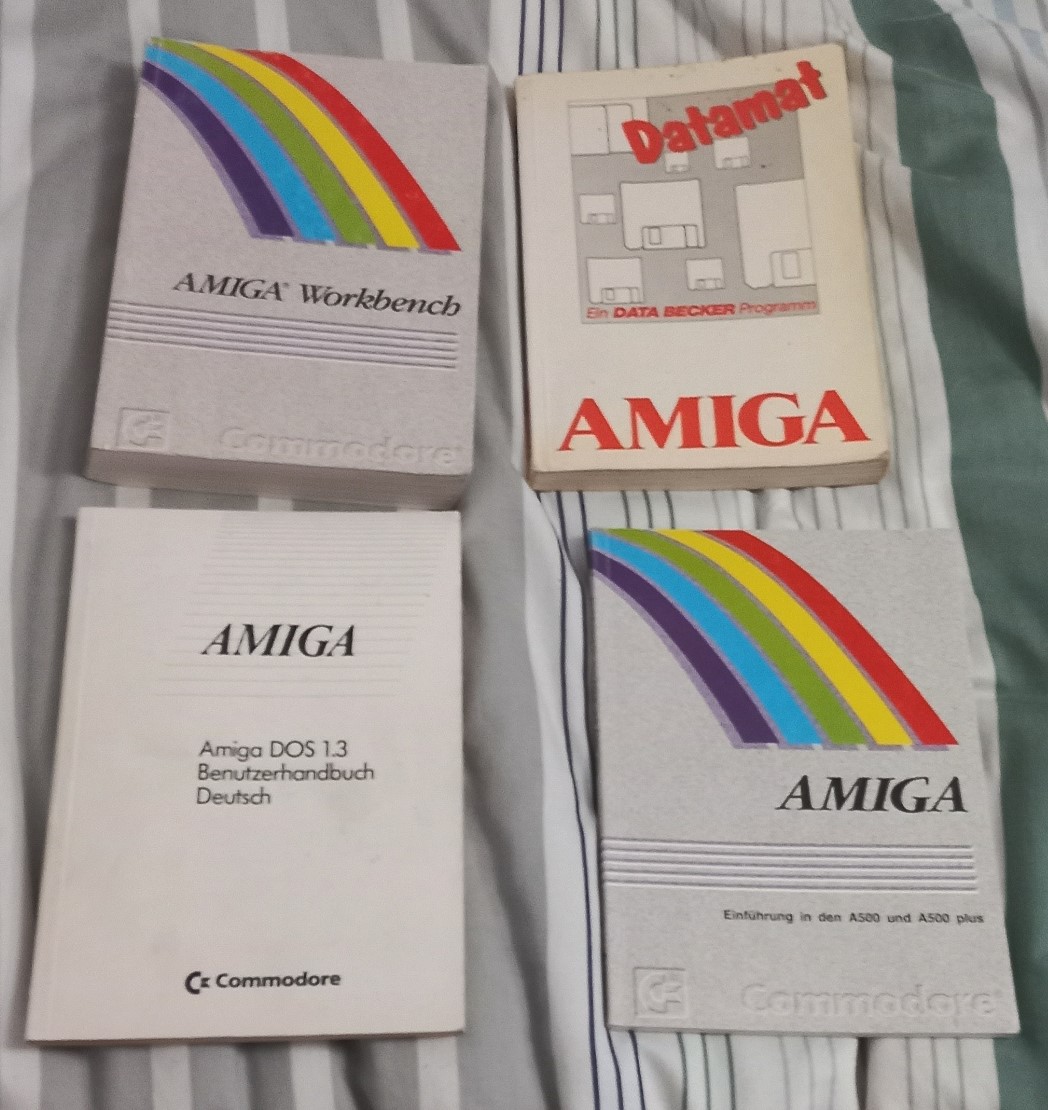 AMIGA® Workbench
Commodore®
Datamat
Ein DATA BECKER Programm
AMIGA
AMIGA
Amiga DOS 1.3
Benutzerhandbuch
Deutsch
Commodore
AMIGA
Einführung in den A500 und A500 plus
Commodore®